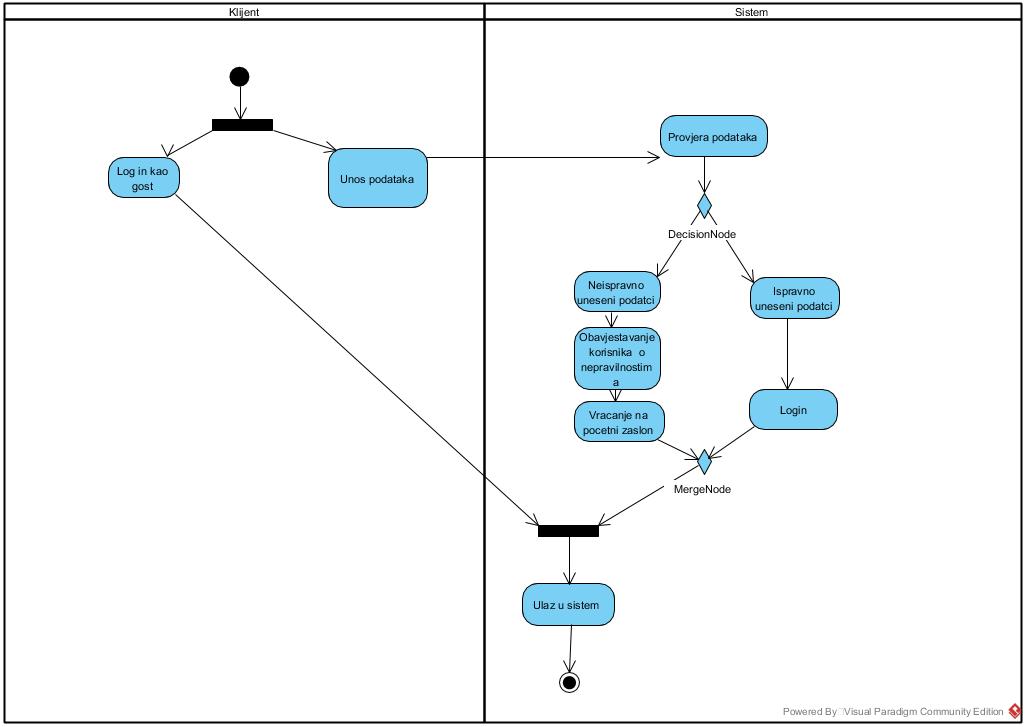 Klijent
Sistem
Provjera podataka
Log in kao
gost
Unos podataka
DecisionNode
Neispravno
uneseni podatci
Ispravno
uneseni podatci
Obavjestavanje
korisnika o
nepravilnostim
a
Vracanje na
pocetni zaslon
Login
MergeNode
Ulaz u sistem
Powered By Visual Paradigm Community Edition